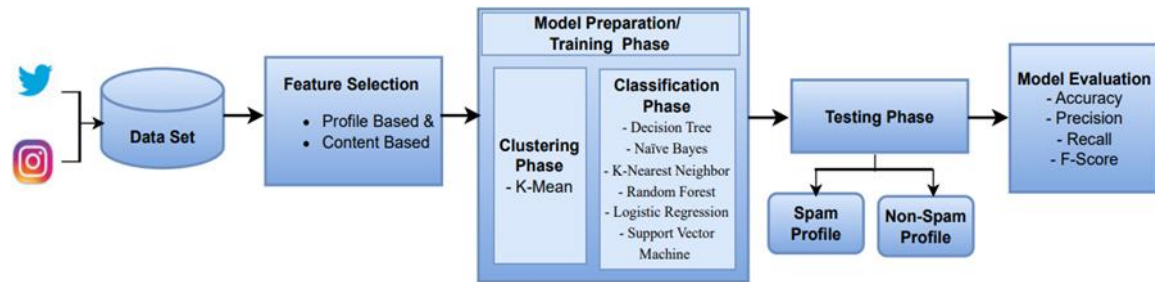 Data Set
Feature Selection
• Profile Based &
Content Based
Model Preparation/
Training Phase
Clustering
Phase
- K-Mean
Classification
Phase
- Decision Tree
- Naïve Bayes
- K-Nearest Neighbor
- Random Forest
- Logistic Regression
- Support Vector
Machine
Testing Phase
Spam
Profile
Non-Spam
Profile
Model Evaluation
- Accuracy
- Precision
- Recall
- F-Score